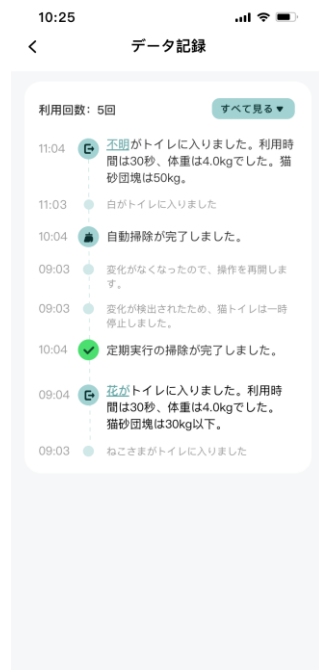 10:25
データ記録
利用回数: 5回
すべて見る▼
11:04 不明がトイレに入りました。利用時
間は30秒、体重は4.0kgでした。猫
砂団塊は50kg。
11:03 白がトイレに入りました
10:04 自動掃除が完了しました。
09:03 変化がなくなったので、操作を再開しま
す。
09:03 変化が検出されたため、猫トイレは一時
停止しました。
10:04 定期実行の掃除が完了しました。
09:04 花がトイレに入りました。利用時
間は30秒、体重は4.0kgでした。
猫砂団塊は30kg以下。
09:03 ねこさまがトイレに入りました